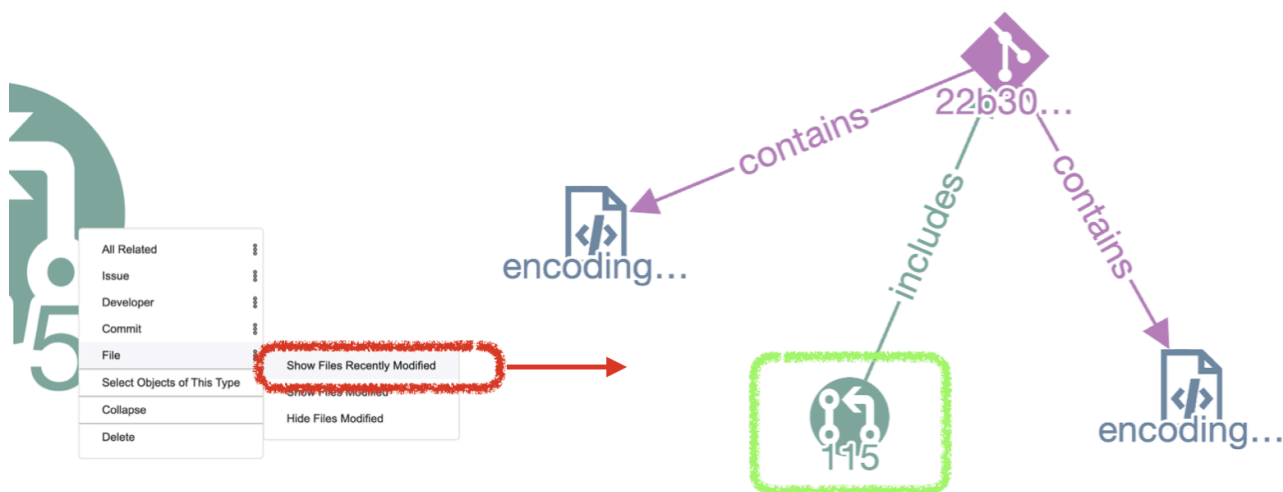 5
All Related
Issue
Developer
Commit
File
Select Objects of This Type
Collapse
Delete
Show Files Recently Modified
Show Files Modified
Hide Files Modified
22b30...
contains
includes
contains
encoding...
115
encoding...